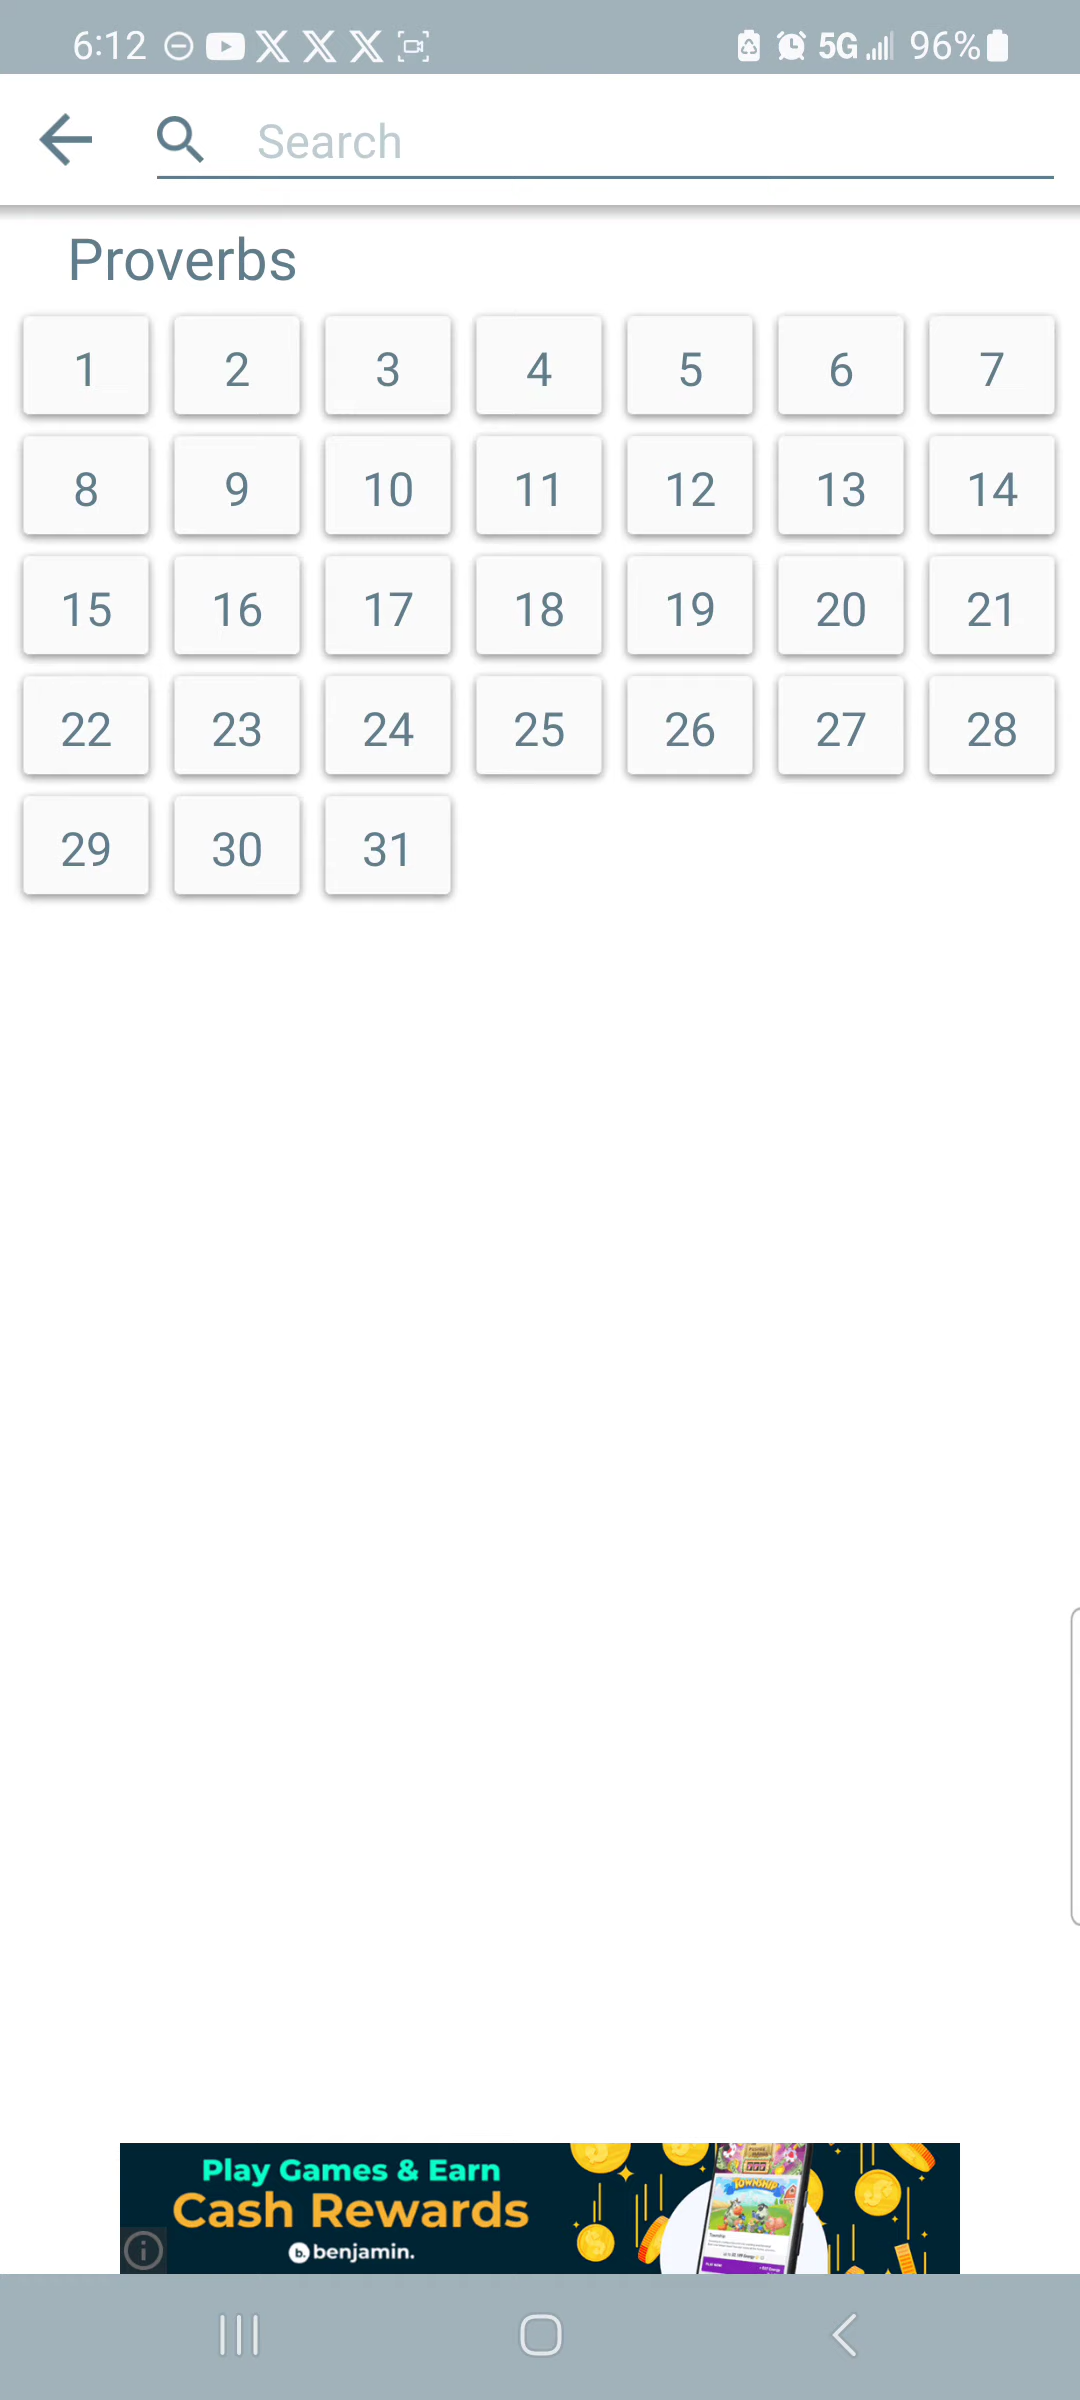 6:12 5G 96%
Search
Proverbs
1 2 3 4 5 6 7
8 9 10 11 12 13 14
15 16 17 18 19 20 21
22 23 24 25 26 27 28
29 30 31
Play Games & Earn
Cash Rewards
b. benjamin.
TOWNSHIP
Township